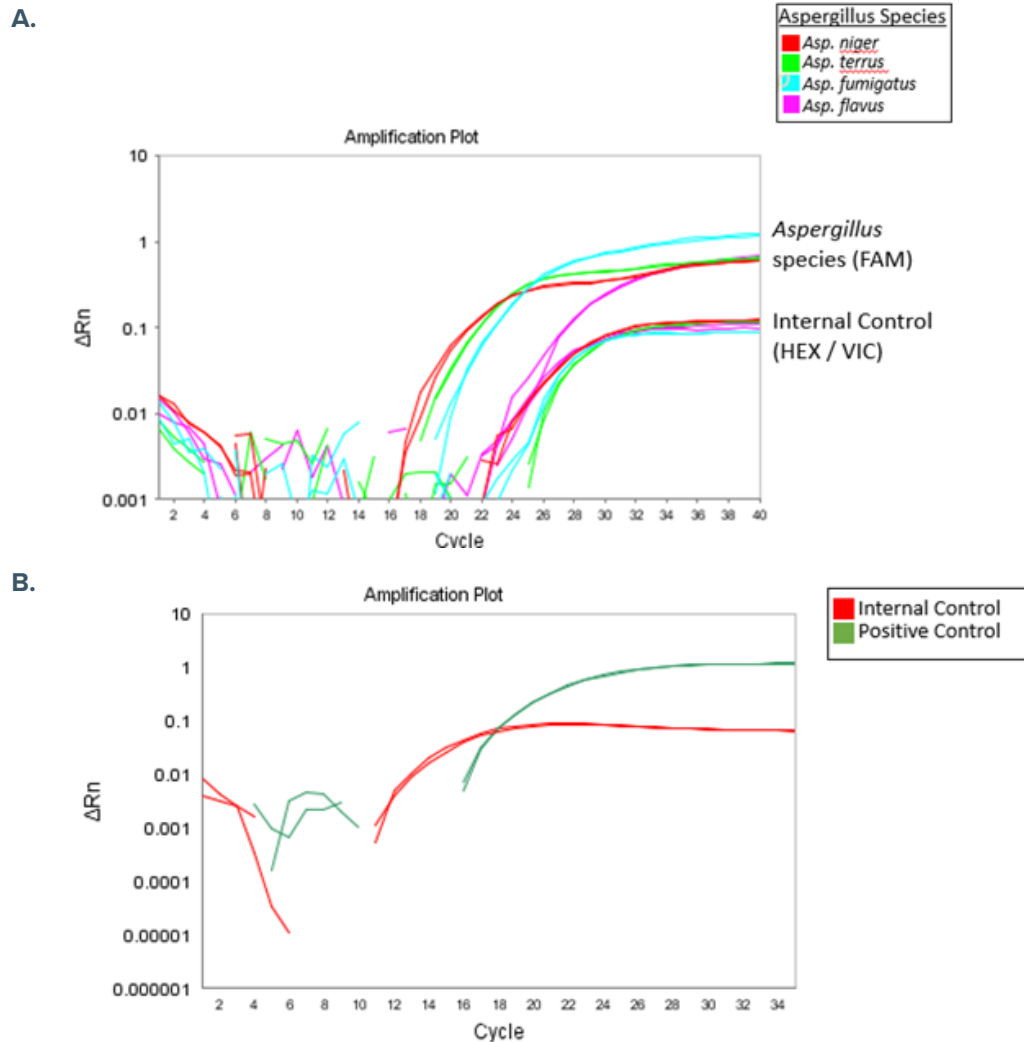 A.
Aspergillus Species
Asp. niger
Asp. terrus
Asp. fumigatus
Asp. flavus
Amplification Plot
10
1
0.1
0.01
0.001
ΔRn
2 4 6 8 10 12 14 16 18 20 22 24 26 28 30 32 34 36 38 40
Cycle
Aspergillus
species (FAM)
Internal Control
(HEX / VIC)
B.
Amplification Plot
Internal Control
Positive Control
10
1
0.1
0.01
0.001
0.0001
0.00001
0.000001
ΔRn
2 4 6 8 10 12 14 16 18 20 22 24 26 28 30 32 34
Cycle